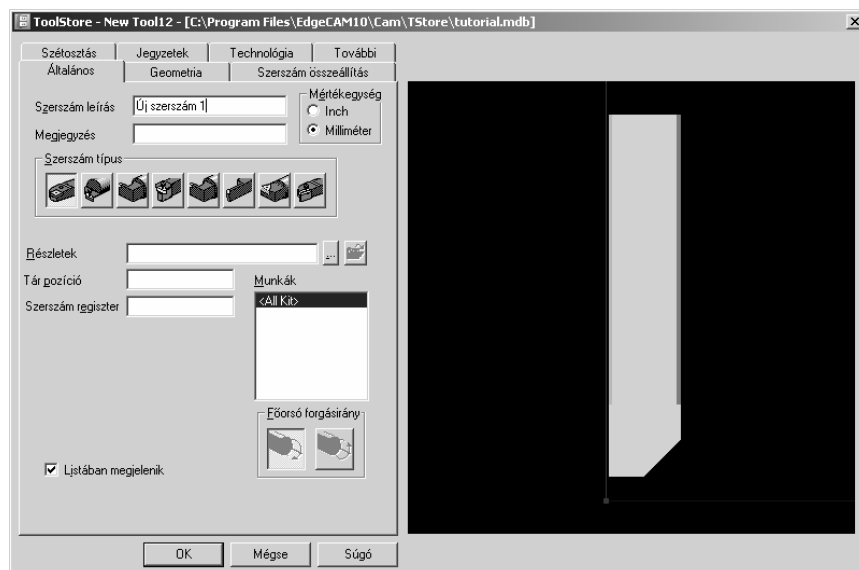 ToolStore - New Tool12 - [C:\Program Files\EdgeCAM10\Cam\TStore\tutorial.mdb]
Szétosztás Jegyzetek Technológia További
Általános Geometria Szerszám összeállítás
Szerszám leírás Új szerszám 1
Mértékegység
Inch
Megjegyzés
Milliméter
Szerszám típus
Részletek ...
Tár pozíció
Munkák
Szerszám regiszter
<All Kit>
Főorsó forgásirány
Listában megjelenik
OK Mégse Súgó